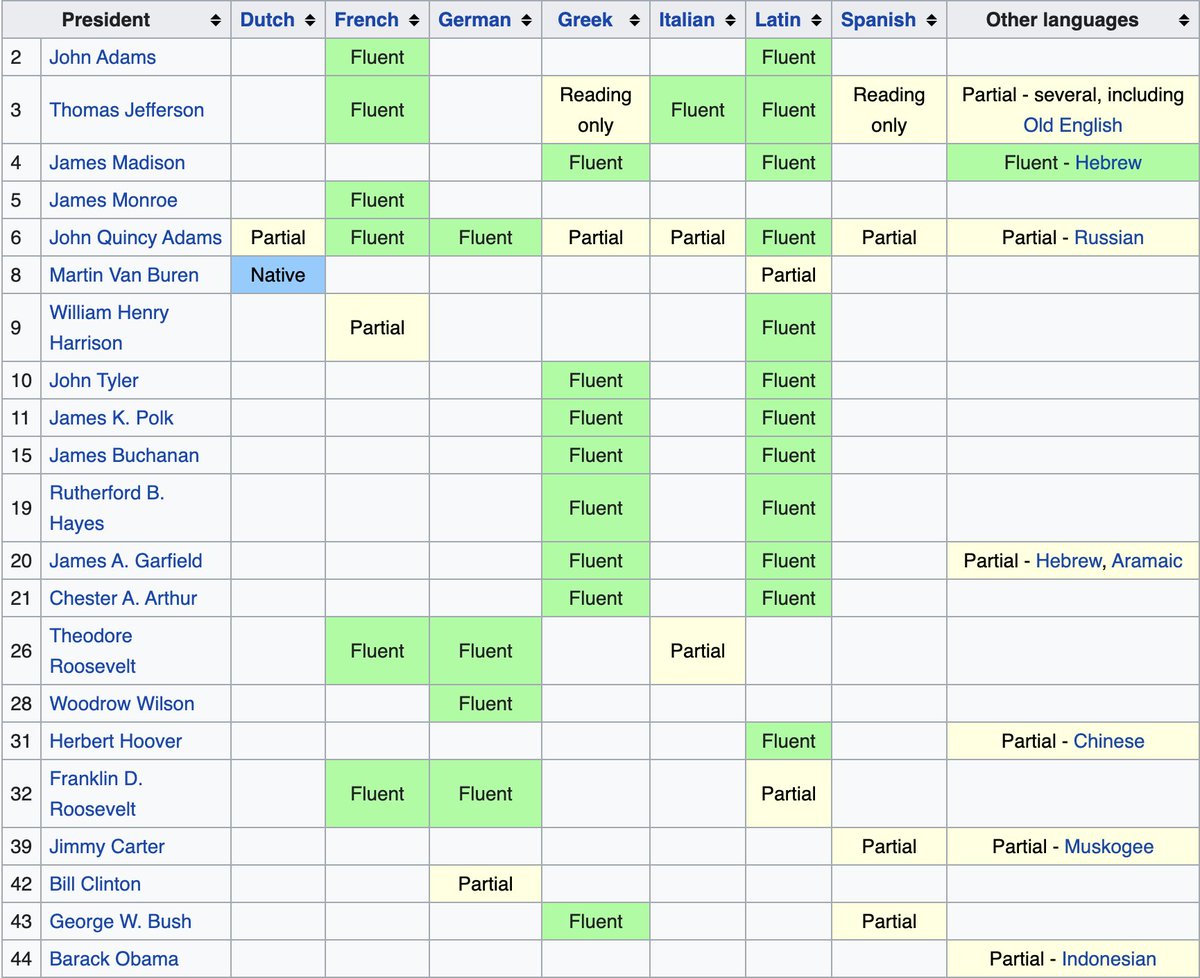 President Dutch French German Greek Italian Latin Spanish Other languages
2 John Adams Fluent Fluent
3 Thomas Jefferson Fluent Reading only Fluent Fluent Reading only Partial - several, including Old English
4 James Madison Fluent Fluent Fluent - Hebrew
5 James Monroe Fluent
6 John Quincy Adams Partial Fluent Fluent Partial Partial Fluent Partial Partial - Russian
8 Martin Van Buren Native Partial
9 William Henry Harrison Partial Fluent
10 John Tyler Fluent Fluent
11 James K. Polk Fluent Fluent
15 James Buchanan Fluent Fluent
19 Rutherford B. Hayes Fluent Fluent
20 James A. Garfield Fluent Fluent Partial - Hebrew, Aramaic
21 Chester A. Arthur Fluent Fluent
26 Theodore Roosevelt Fluent Fluent Partial
28 Woodrow Wilson Fluent
31 Herbert Hoover Fluent Partial - Chinese
32 Franklin D. Roosevelt Fluent Fluent Partial
39 Jimmy Carter Partial Partial - Muskogee
42 Bill Clinton Partial
43 George W. Bush Fluent Partial
44 Barack Obama Partial - Indonesian